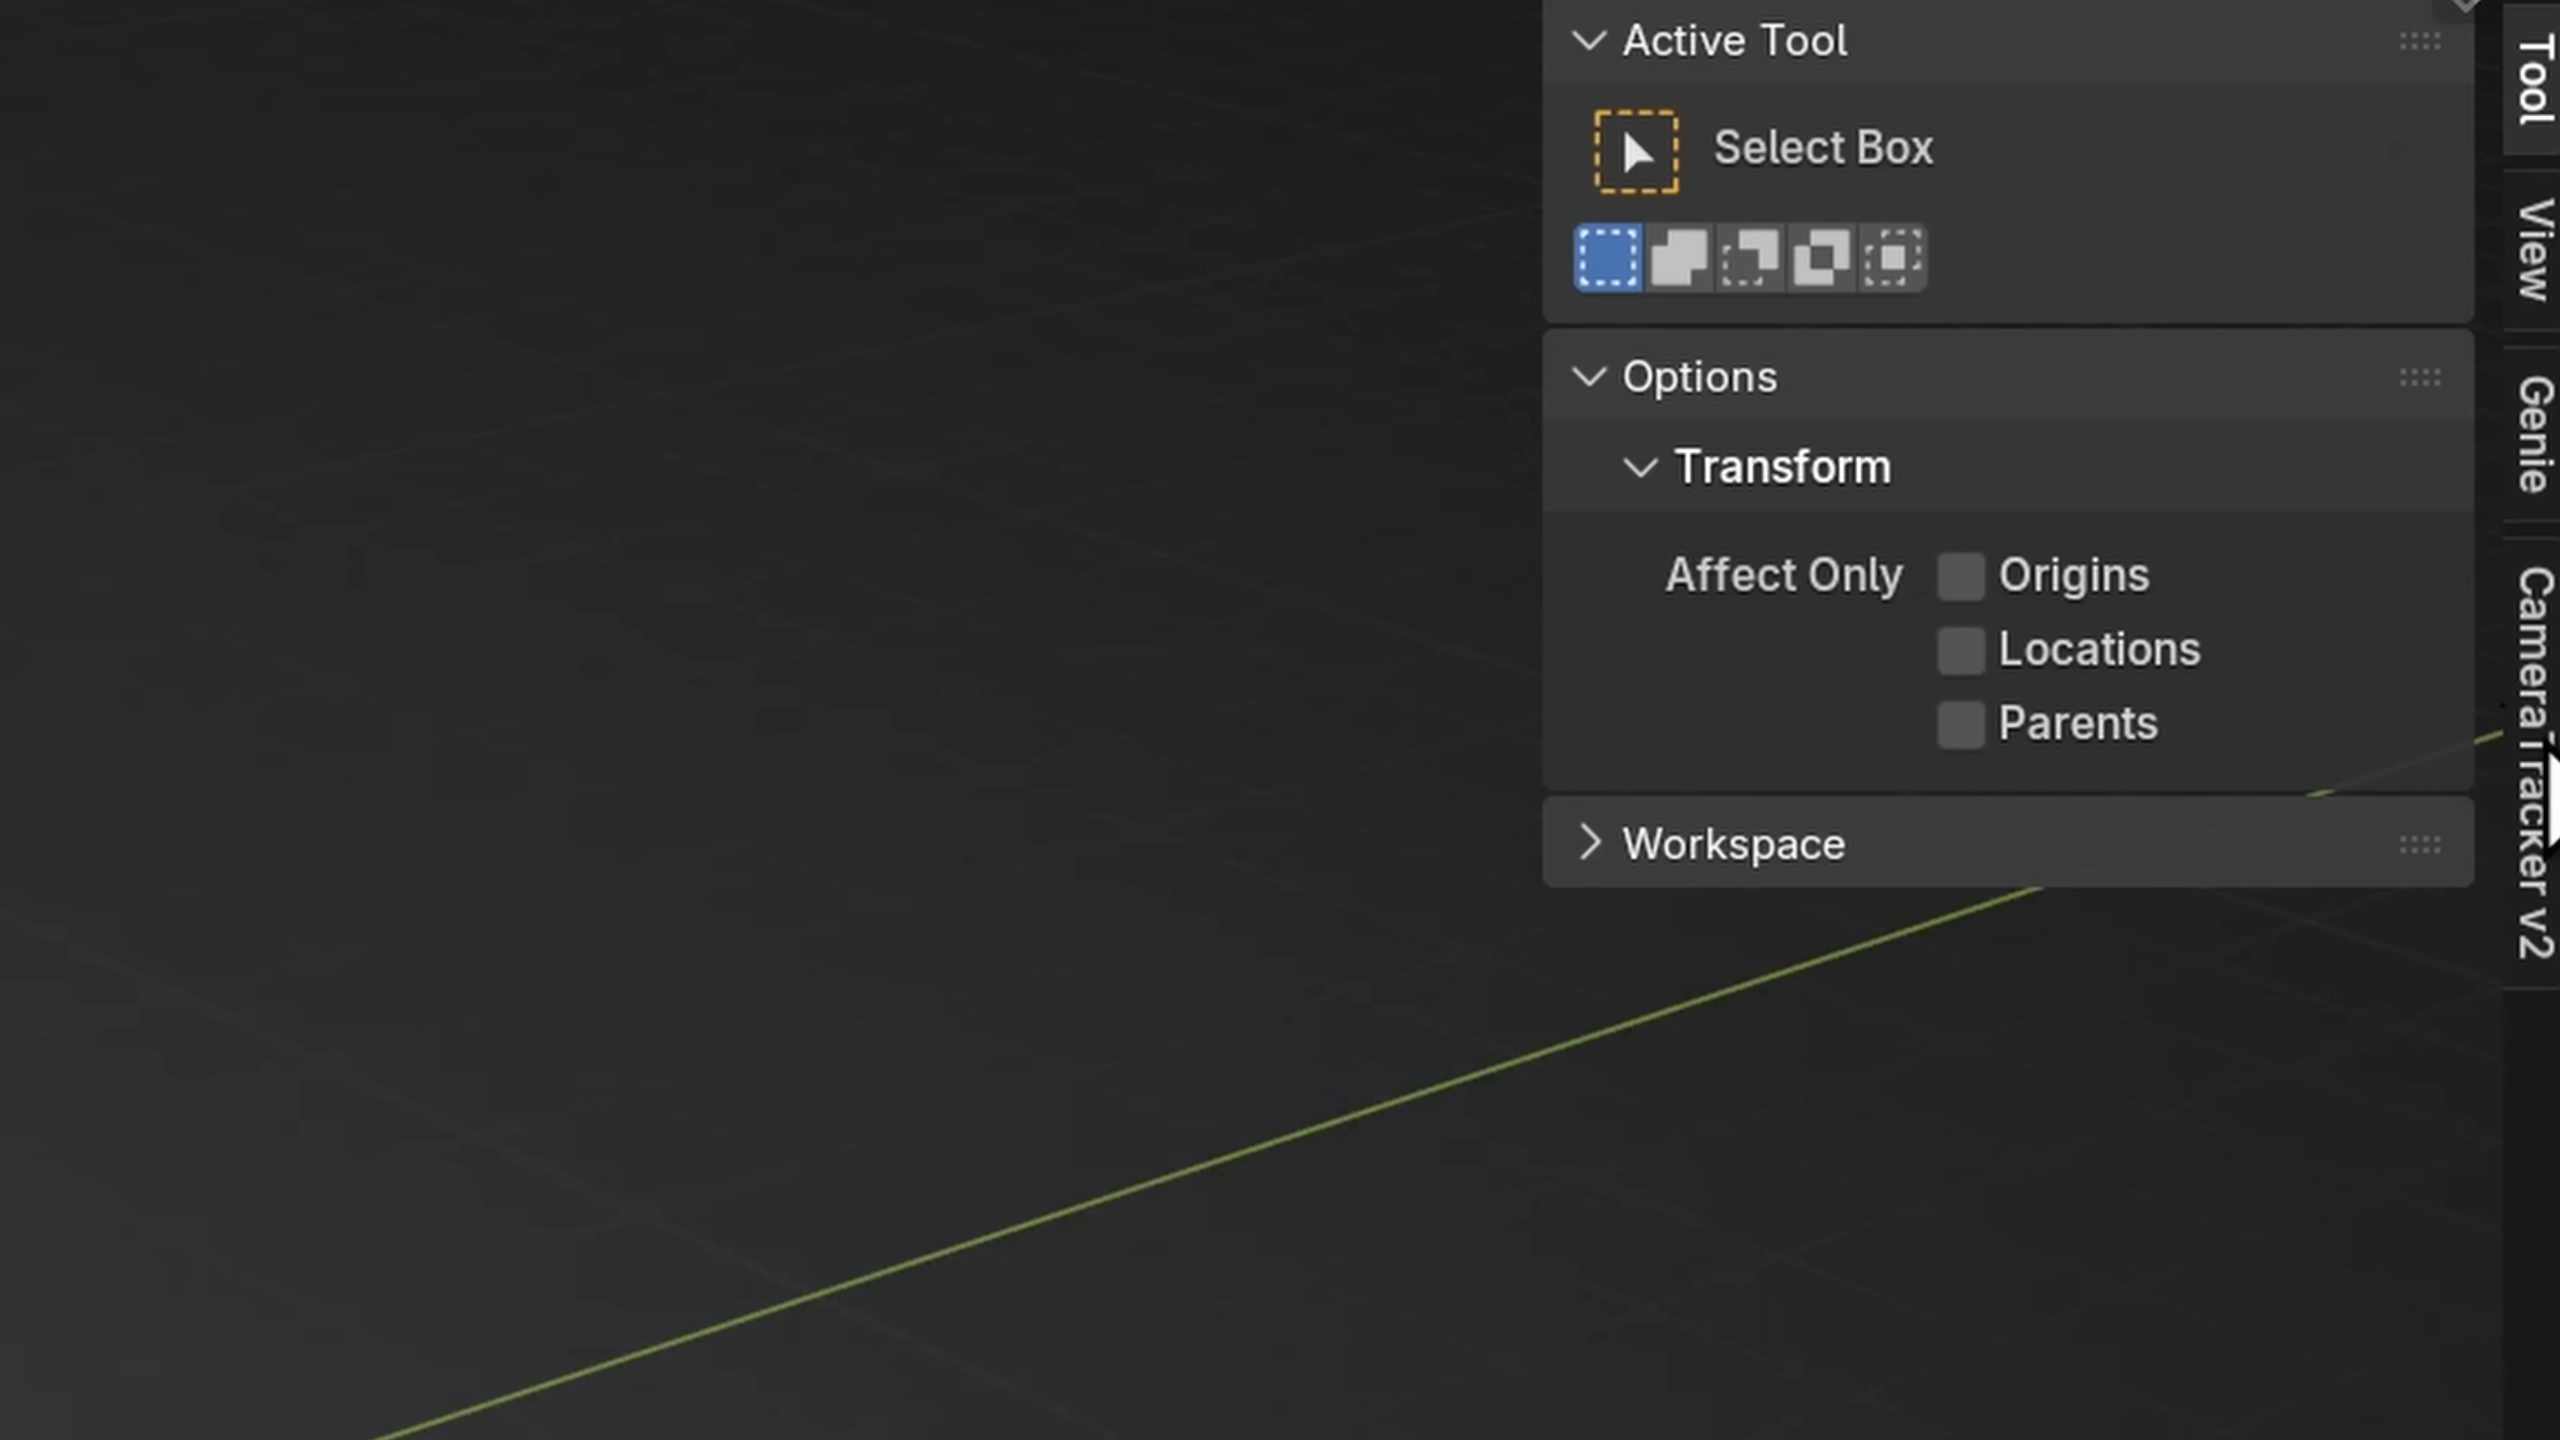 Active Tool
Select Box
Options
Transform
Affect Only Origins
Locations
Parents
Workspace
Tool
View
Genie
Camera Tracker v2